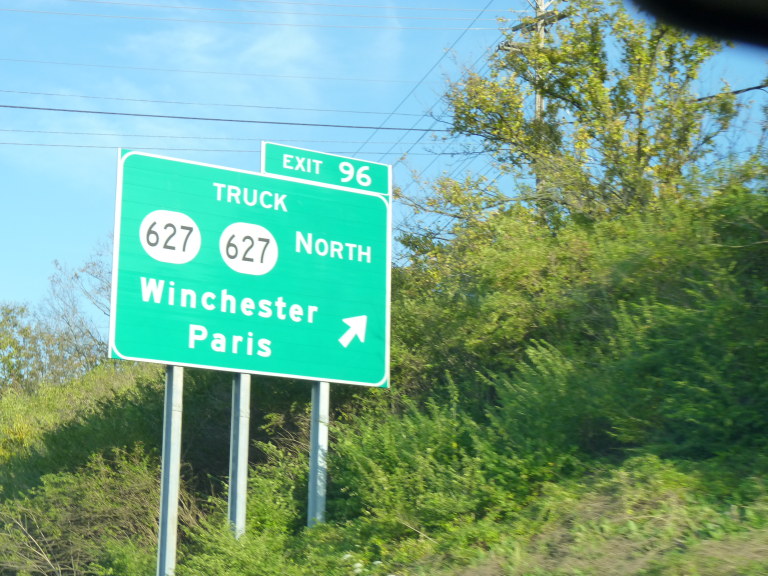 EXIT 96
TRUCK
627 627 NORTH
Winchester
Paris